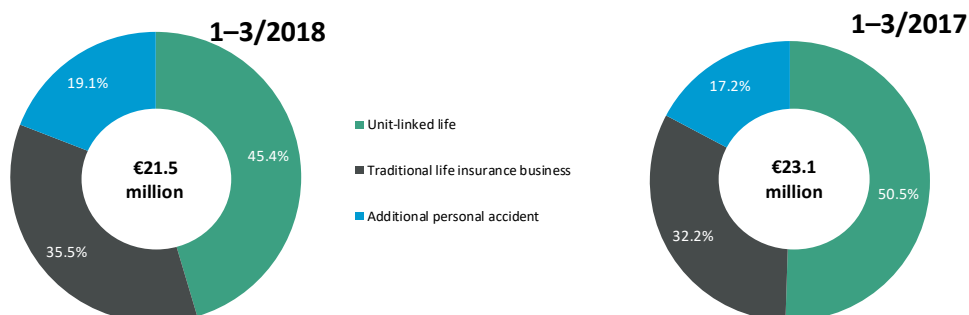 1–3/2018
19.1%
45.4%
35.5%
€21.5
million
Unit-linked life
Traditional life insurance business
Additional personal accident
1–3/2017
17.2%
50.5%
32.2%
€23.1
million